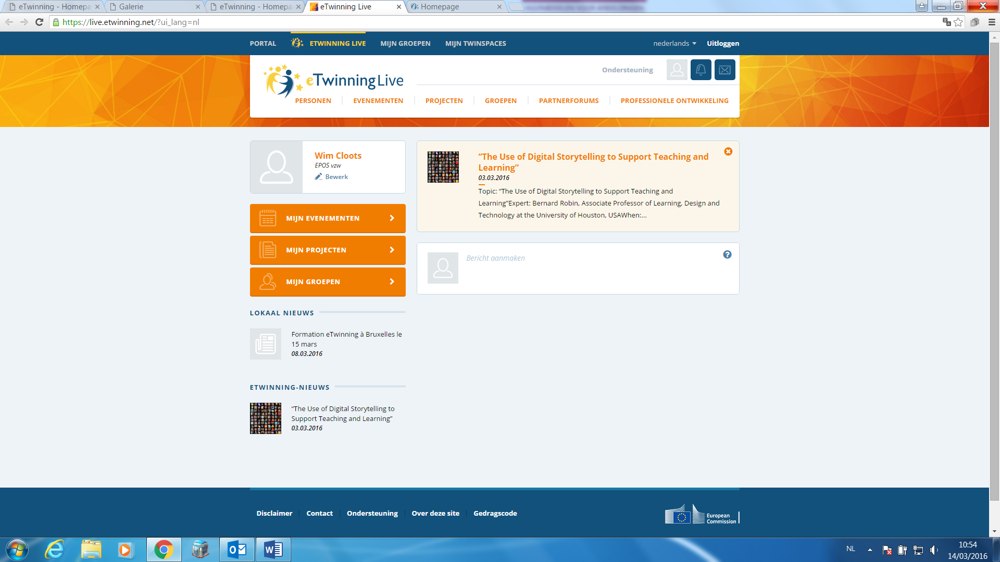 eTwinning - Homepa
Galerie
eTwinning - Homepa
eTwinning Live
Homepage
https://live.etwinning.net/?ui_lang=nl
PORTAL
ETWINNING LIVE
MIJN GROEPEN
MIJN TWINSPACES
nederlands
Uitloggen
eTwinning Live
Ondersteuning
PERSONEN
EVENEMENTEN
PROJECTEN
GROEPEN
PARTNERFORUMS
PROFESSIONELE ONTWIKKELING
Wim Cloots
EPOS vzw
Bewerk
MIJN EVENEMENTEN
MIJN PROJECTEN
MIJN GROEPEN
LOKAAL NIEUWS
Formation eTwinning à Bruxelles le
15 mars
08.03.2016
ETWINNING-NIEUWS
“The Use of Digital Storytelling to
Support Teaching and Learning”
03.03.2016
“The Use of Digital Storytelling to Support Teaching and
Learning”
03.03.2016
Topic: “The Use of Digital Storytelling to Support Teaching and
Learning”Expert: Bernard Robin, Associate Professor of Learning, Design and
Technology at the University of Houston, USAWhen:...
Bericht aanmaken
Disclaimer
Contact
Ondersteuning
Over deze site
Gedragscode
European
Commission
NL
10:54
14/03/2016